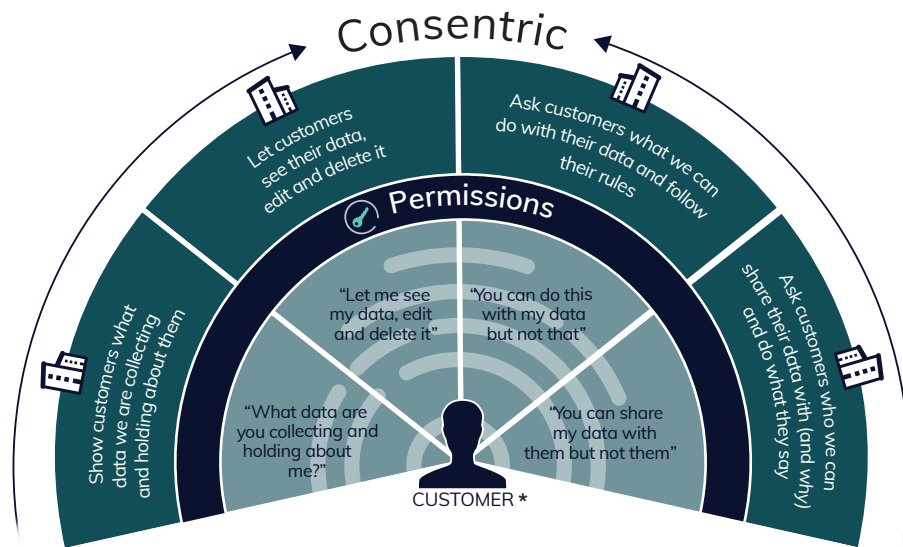 Consentric
Let customers
see their data,
edit and delete it
Ask customers what we can
do with their data and follow
their rules
Permissions
Show customers what
data we are collecting
and holding about them
Ask customers who we can
share their data with (and why)
and do what they say
“Let me see
my data, edit
and delete it”
“You can do this
with my data
but not that”
“What data are
you collecting and
holding about
me?”
“You can share
my data with
them but not them”
CUSTOMER *